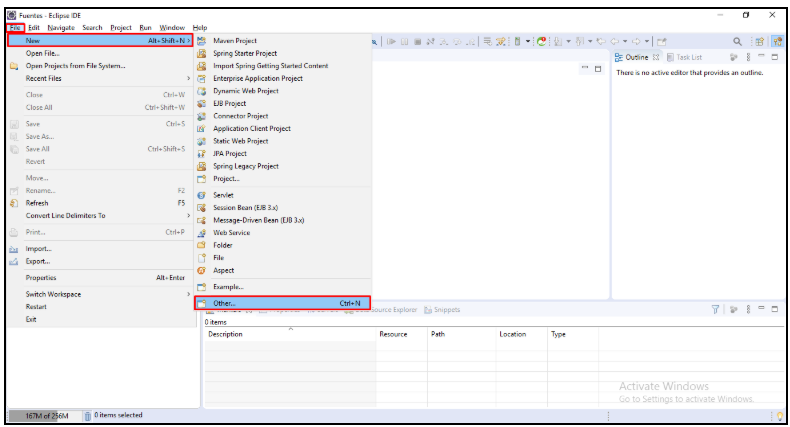 Fuentes - Eclipse IDE
File Edit Navigate Search Project Run Window Help
New Alt+Shift+N >
Open File...
Open Projects from File System...
Recent Files >
Close Ctrl+W
Close All Ctrl+Shift+W
Save Ctrl+S
Save As...
Save All Ctrl+Shift+S
Revert
Move...
Rename... F2
Refresh F5
Convert Line Delimiters To >
Print... Ctrl+P
Import...
Export...
Properties Alt+Enter
Switch Workspace >
Restart
Exit
Maven Project
Spring Starter Project
Import Spring Getting Started Content
Enterprise Application Project
Dynamic Web Project
EJB Project
Connector Project
Application Client Project
Static Web Project
JPA Project
Spring Legacy Project
Project...
Servlet
Session Bean (EJB 3.x)
Message-Driven Bean (EJB 3.x)
Web Service
Folder
File
Aspect
Example...
Other... Ctrl+N
Outline Task List
There is no active editor that provides an outline.
Source Explorer Snippets
0 items
Description Resource Path Location Type
Activate Windows
Go to Settings to activate Windows.
167M of 256M 0 items selected